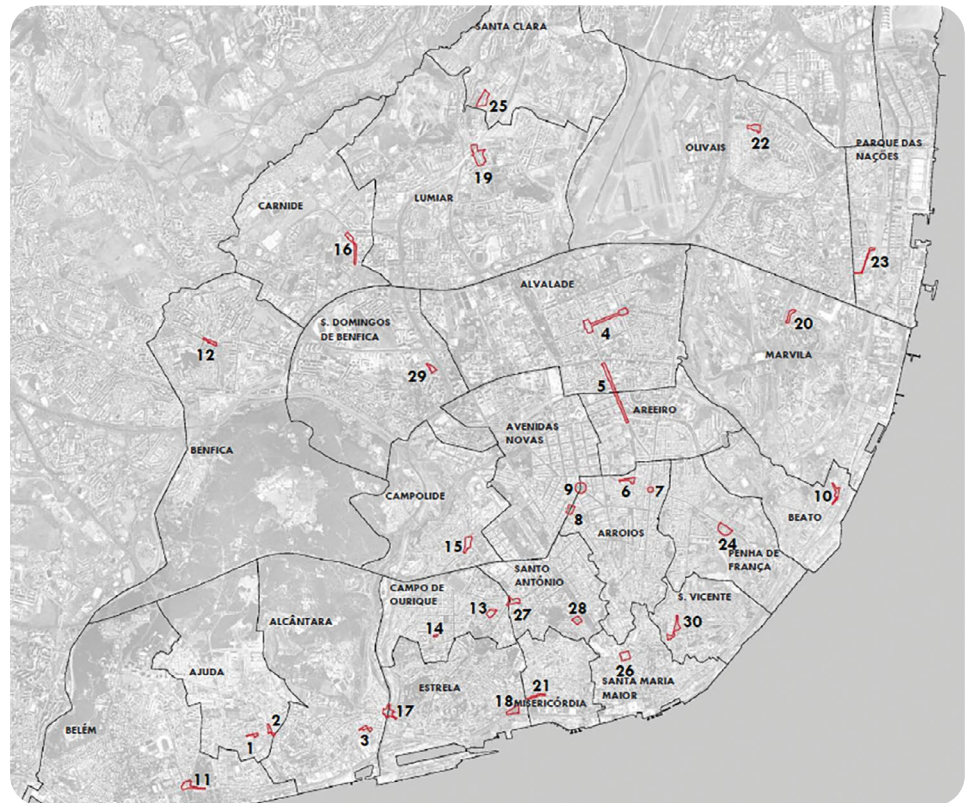 SANTA CLARA
25
22
OLIVAIS
PARQUE DAS
NAÇÕES
19
LUMIAR
CARNIDE
16
23
ALVALADE
S. DOMINGOS
DE BENFICA
4
20
MARVILA
12
29
5
AREEIRO
AVENIDAS
NOVAS
BENFICA
CAMPOLIDE
9
6
7
10
8
ARROIOS
BEATO
15
24
PENHA DE
FRANÇA
SANTO
ANTÓNIO
CAMPO DE
OURIQUE
S. VICENTE
13
27
28
ALCÂNTARA
14
30
AJUDA
26
SANTA MARIA
MAIOR
ESTRELA
21
18
MISERICÓRDIA
17
BELÉM
2
1
3
11